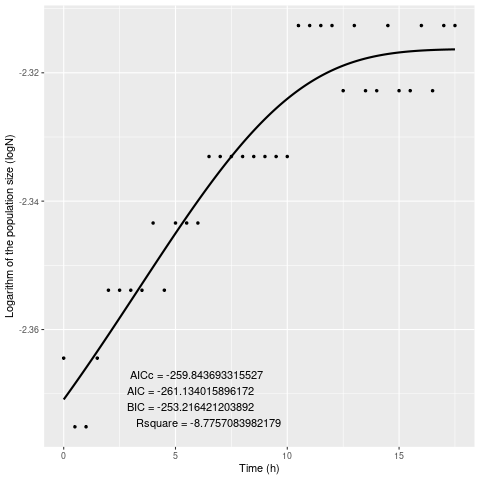 -2.32
-2.34
-2.36
Logarithm of the population size (logN)
AICc = -259.843693315527
AIC = -261.134015896172
BIC = -253.216421203892
Rsquare = -8.7757083982179
0 5 10 15
Time (h)